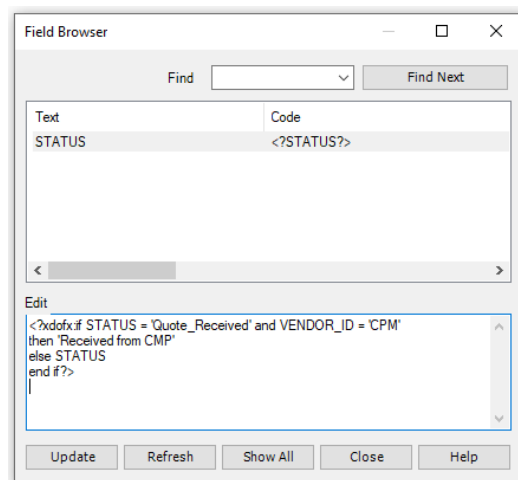 Field Browser
Find
Find Next
Text Code
STATUS <?STATUS?>
Edit
<?xdofx:if STATUS = 'Quote_Received' and VENDOR_ID = 'CPM'
then 'Received from CMP'
else STATUS
end if?>
Update Refresh Show All Close Help